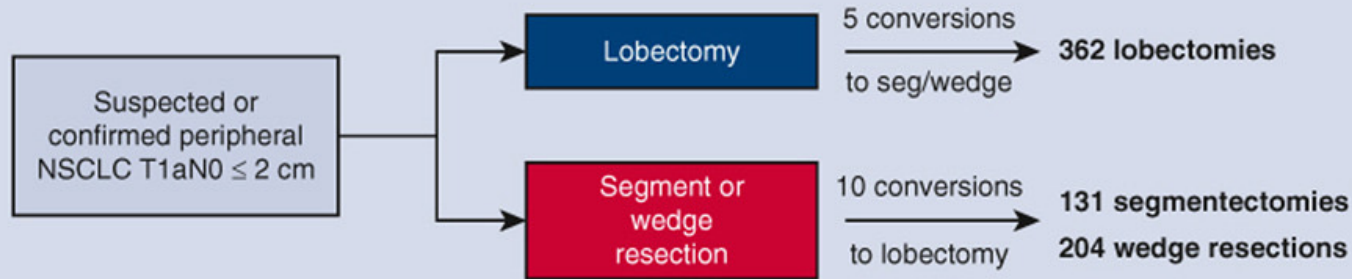 Suspected or
confirmed peripheral
NSCLC T1aN0 ≤ 2 cm
Lobectomy
5 conversions
to seg/wedge
362 lobectomies
Segment or
wedge
resection
10 conversions
to lobectomy
131 segmentectomies
204 wedge resections